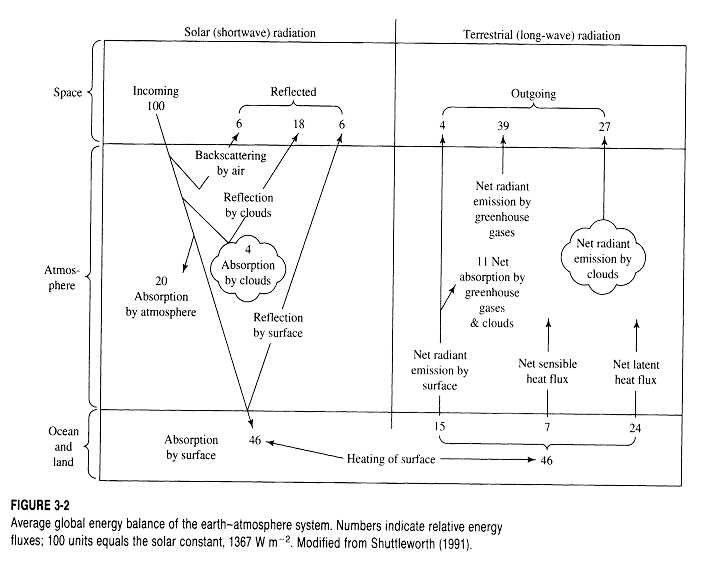 Solar (shortwave) radiation
Terrestrial (long-wave) radiation
Space
Incoming
100
Reflected
6
18
6
Outgoing
4
39
27
Backscattering
by air
Reflection
by clouds
4
Absorption
by clouds
20
Absorption
by atmosphere
Reflection
by surface
Atmos-
phere
Net radiant
emission by
greenhouse
gases
11 Net
absorption by
greenhouse
gases
& clouds
Net radiant
emission by
clouds
Net radiant
emission by
surface
Net sensible
heat flux
Net latent
heat flux
Ocean
and
land
Absorption
by surface
46
Heating of surface
15
7
24
46
FIGURE 3-2
Average global energy balance of the earth–atmosphere system. Numbers indicate relative energy
fluxes; 100 units equals the solar constant, 1367 W m⁻². Modified from Shuttleworth (1991).